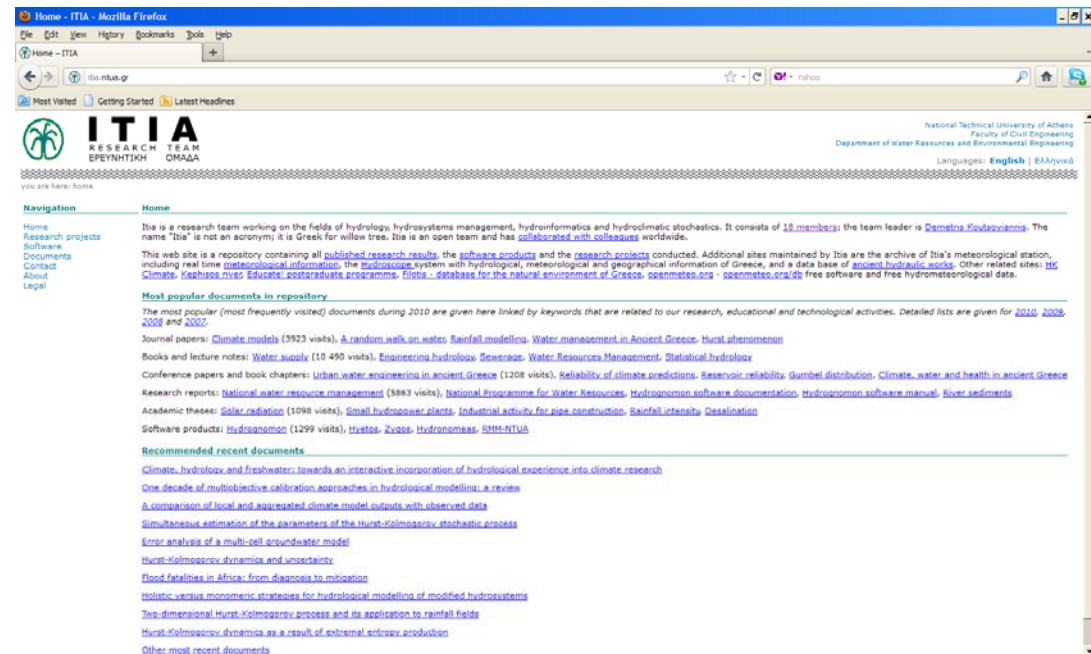 Home - ITIA - Mozilla Firefox
File Edit View History Bookmarks Tools Help
Home – ITIA
itia.ntua.gr
Yahoo
Most Visited Getting Started Latest Headlines
ITIA
RESEARCH TEAM
ΕΡΕΥΝΗΤΙΚΗ ΟΜΑΔΑ
National Technical University of Athens
Faculty of Civil Engineering
Department of Water Resources and Environmental Engineering
Languages: English | Ελληνικά
you are here: home
Navigation
Home
Research projects
Software
Documents
Contact
About
Legal
Home
Itia is a research team working on the fields of hydrology, hydrosystems management, hydroinformatics and hydroclimatic stochastics. It consists of 18 members; the team leader is Demetris Koutsoyiannis. The
name "Itia" is not an acronym; it is Greek for willow tree. Itia is an open team and has collaborated with colleagues worldwide.
This web site is a repository containing all published research results, the software products and the research projects conducted. Additional sites maintained by Itia are the archive of Itia's meteorological station,
including real time meteorological information, the Hydroscope system with hydrological, meteorological and geographical information of Greece, and a data base of ancient hydraulic works. Other related sites: HK
Climate, Kephisos river, Educate! postgraduate programme, Filotis - database for the natural environment of Greece, openmeteo.org - openmeteo.org/db free software and free hydrometeorological data.
Most popular documents in repository
The most popular (most frequently visited) documents during 2010 are given here linked by keywords that are related to our research, educational and technological activities. Detailed lists are given for 2010, 2009,
2008 and 2007.
Journal papers: Climate models (3923 visits), A random walk on water, Rainfall modelling, Water management in Ancient Greece, Hurst phenomenon
Books and lecture notes: Water supply (10 490 visits), Engineering hydrology, Sewerage, Water Resources Management, Statistical hydrology
Conference papers and book chapters: Urban water engineering in ancient Greece (1208 visits), Reliability of climate predictions, Reservoir reliability, Gumbel distribution, Climate, water and health in ancient Greece
Research reports: National water resource management (5863 visits), National Programme for Water Resources, Hydrognomon software documentation, Hydrognomon software manual, River sediments
Academic theses: Solar radiation (1098 visits), Small hydropower plants, Industrial activity for pipe construction, Rainfall intensity, Desalination
Software products: Hydrognomon (1299 visits), Hyetos, Zygos, Hydronomeas, RMM-NTUA
Recommended recent documents
Climate, hydrology and freshwater: towards an interactive incorporation of hydrological experience into climate research
One decade of multiobjective calibration approaches in hydrological modelling: a review
A comparison of local and aggregated climate model outputs with observed data
Simultaneous estimation of the parameters of the Hurst-Kolmogorov stochastic process
Error analysis of a multi-cell groundwater model
Hurst-Kolmogorov dynamics and uncertainty
Flood fatalities in Africa: from diagnosis to mitigation
Holistic versus monomeric strategies for hydrological modelling of modified hydrosystems
Two-dimensional Hurst-Kolmogorov process and its application to rainfall fields
Hurst-Kolmogorov dynamics as a result of extremal entropy production
Other most recent documents